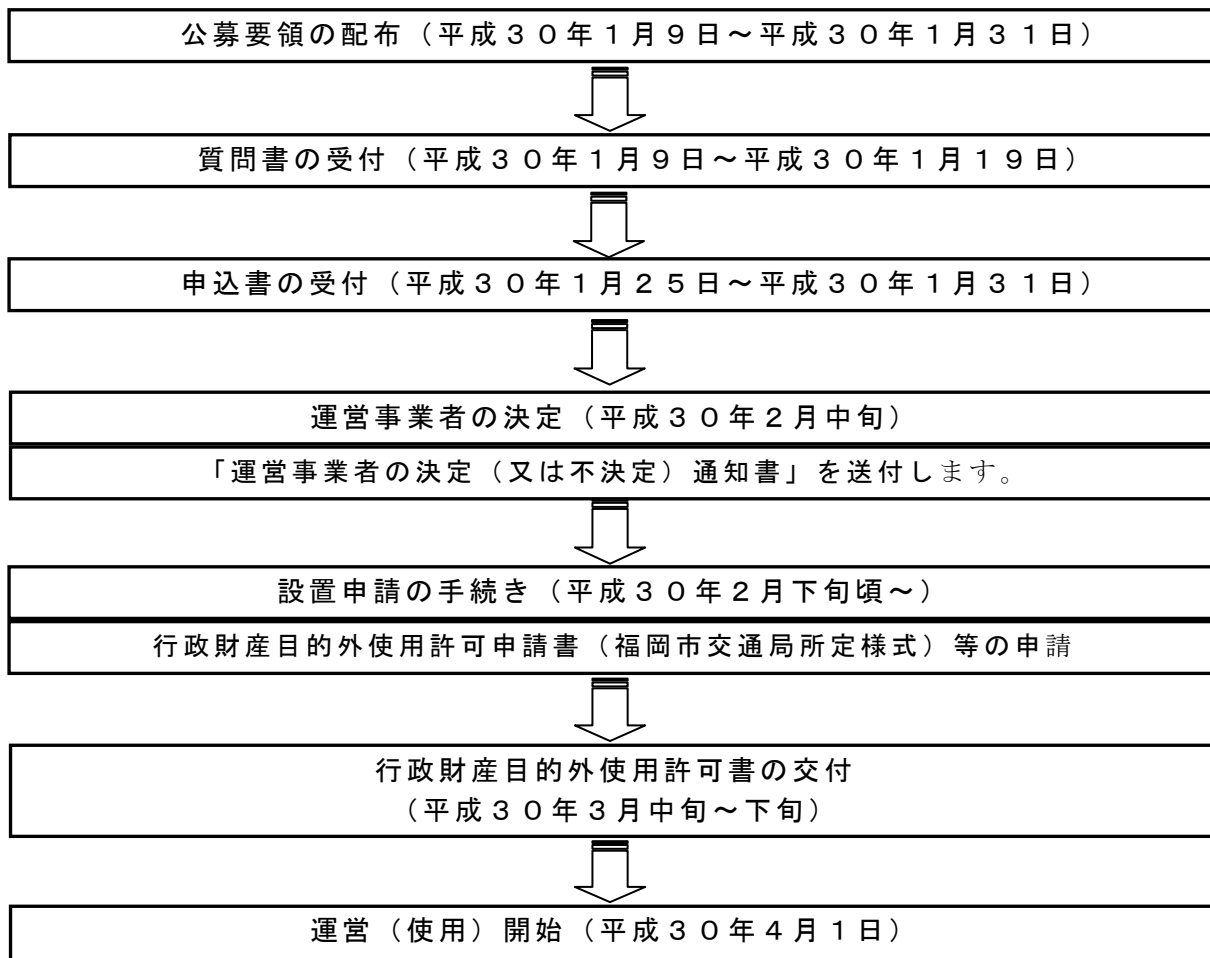 公募要領の配布（平成３０年１月９日～平成３０年１月３１日）
質問書の受付（平成３０年１月９日～平成３０年１月１９日）
申込書の受付（平成３０年１月２５日～平成３０年１月３１日）
運営事業者の決定（平成３０年２月中旬）
「運営事業者の決定（又は不決定）通知書」を送付します。
設置申請の手続き（平成３０年２月下旬頃～）
行政財産目的外使用許可申請書（福岡市交通局所定様式）等の申請
行政財産目的外使用許可書の交付
（平成３０年３月中旬～下旬）
運営（使用）開始（平成３０年４月１日）